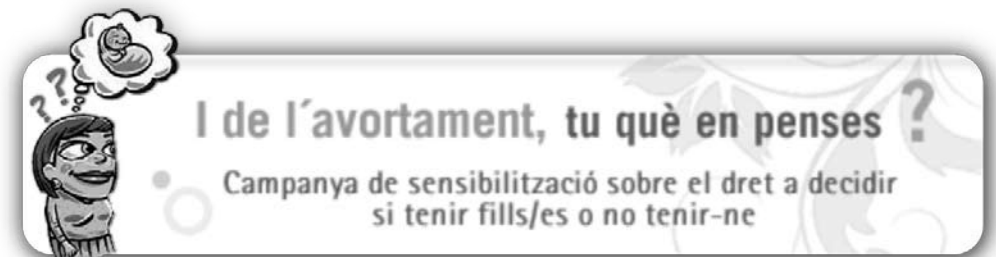 ? ?
I de l´avortament, tu què en penses ?
Campanya de sensibilització sobre el dret a decidir
si tenir fills/es o no tenir-ne